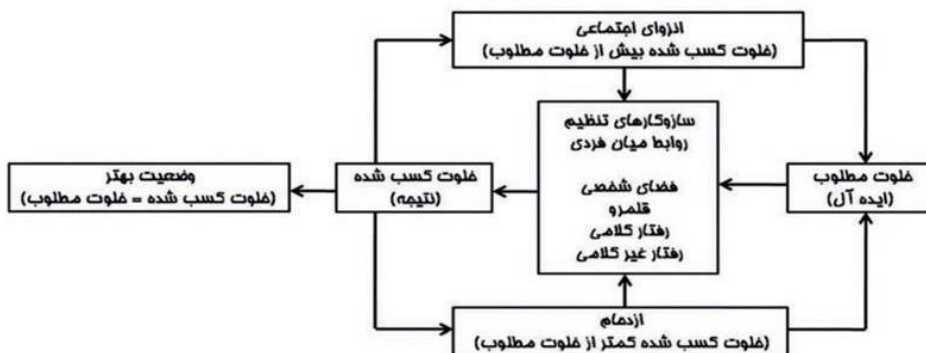 انزوای اجتماعی
(خلوت کسب شده بیش از خلوت مطلوب)
سازوکارهای تنظیم
روابط میان فردی
فضای شخصی
قلمرو
رفتار کلامی
رفتار غیر کلامی
خلوت مطلوب
(ایده آل)
خلوت کسب شده
(نتیجه)
وضعیت بهتر
(خلوت کسب شده = خلوت مطلوب)
ازدحام
(خلوت کسب شده کمتر از خلوت مطلوب)